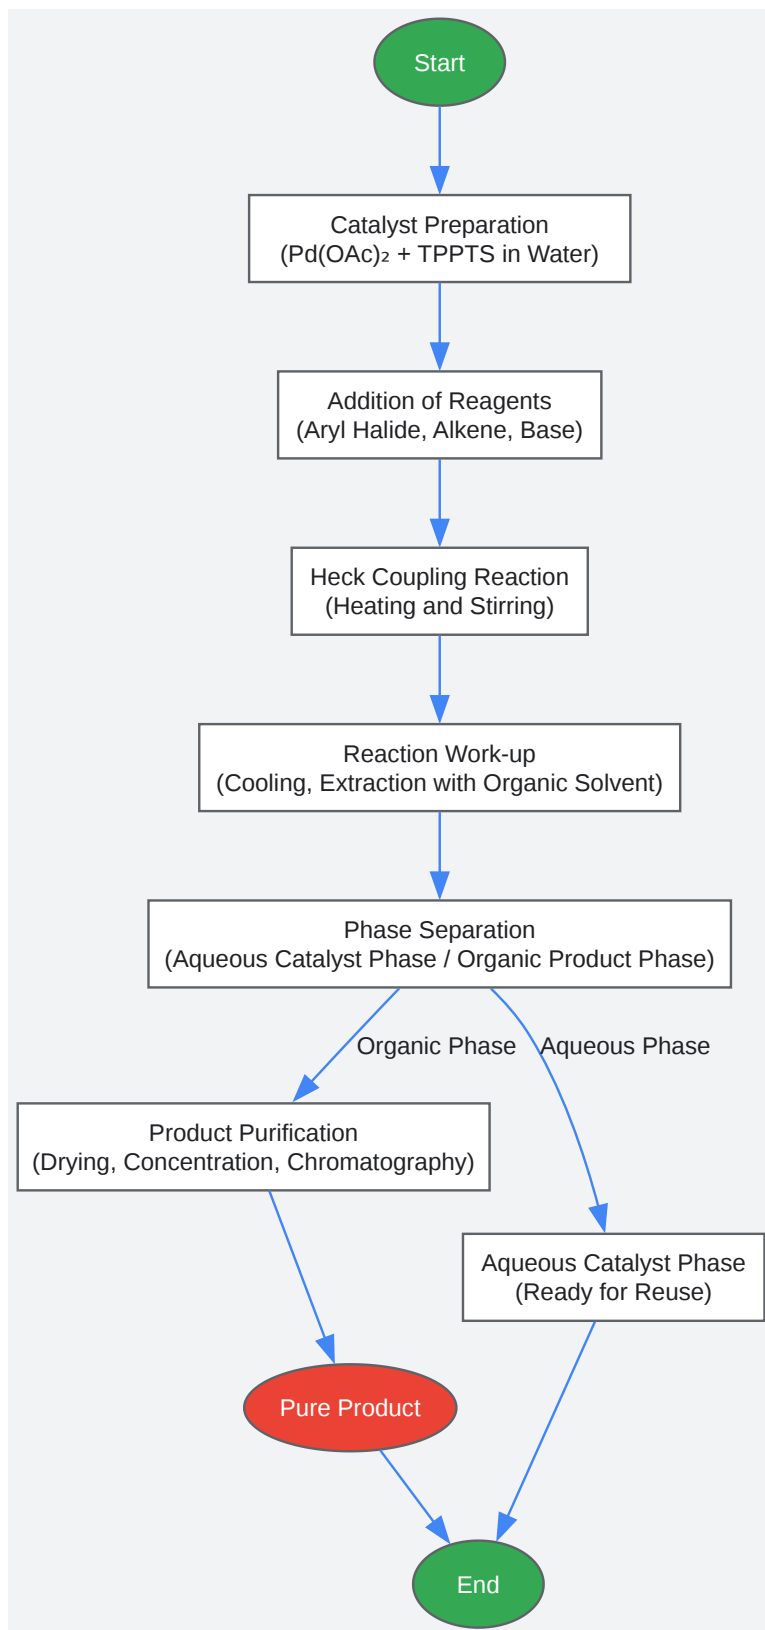 Start
Catalyst Preparation
(Pd(OAc)₂ + TPPTS in Water)
Addition of Reagents
(Aryl Halide, Alkene, Base)
Heck Coupling Reaction
(Heating and Stirring)
Reaction Work-up
(Cooling, Extraction with Organic Solvent)
Phase Separation
(Aqueous Catalyst Phase / Organic Product Phase)
Organic Phase
Aqueous Phase
Product Purification
(Drying, Concentration, Chromatography)
Aqueous Catalyst Phase
(Ready for Reuse)
Pure Product
End